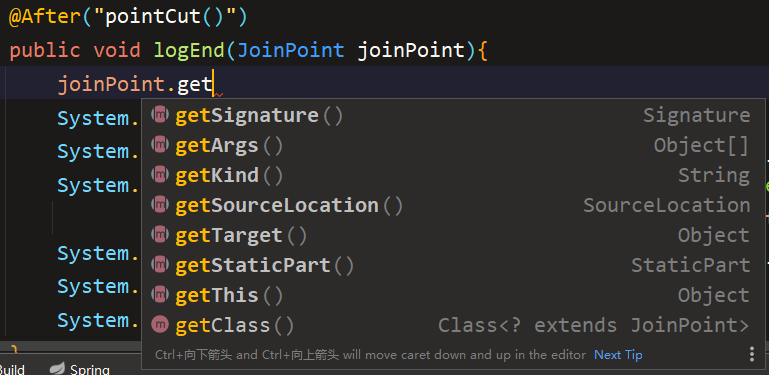 @After("pointCut()")
public void logEnd(JoinPoint joinPoint){
joinPoint.get
System.
System.
System.
System.
System.
System.
}
getSignature() Signature
getArgs() Object[]
getKind() String
getSourceLocation() SourceLocation
getTarget() Object
getStaticPart() StaticPart
getThis() Object
getClass() Class<? extends JoinPoint>
Ctrl+向下箭头 and Ctrl+向上箭头 will move caret down and up in the editor Next Tip
Build Spring